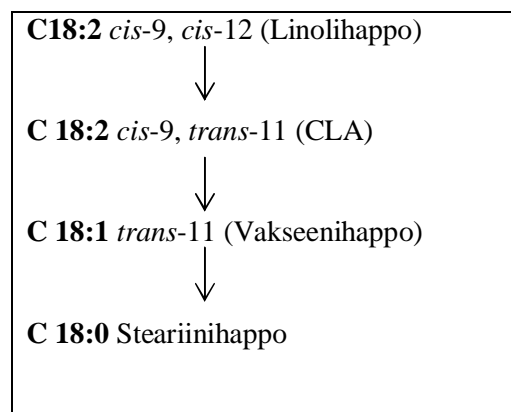 C18:2 cis-9, cis-12 (Linolihappo)
C 18:2 cis-9, trans-11 (CLA)
C 18:1 trans-11 (Vakseenihappo)
C 18:0 Steariinihappo